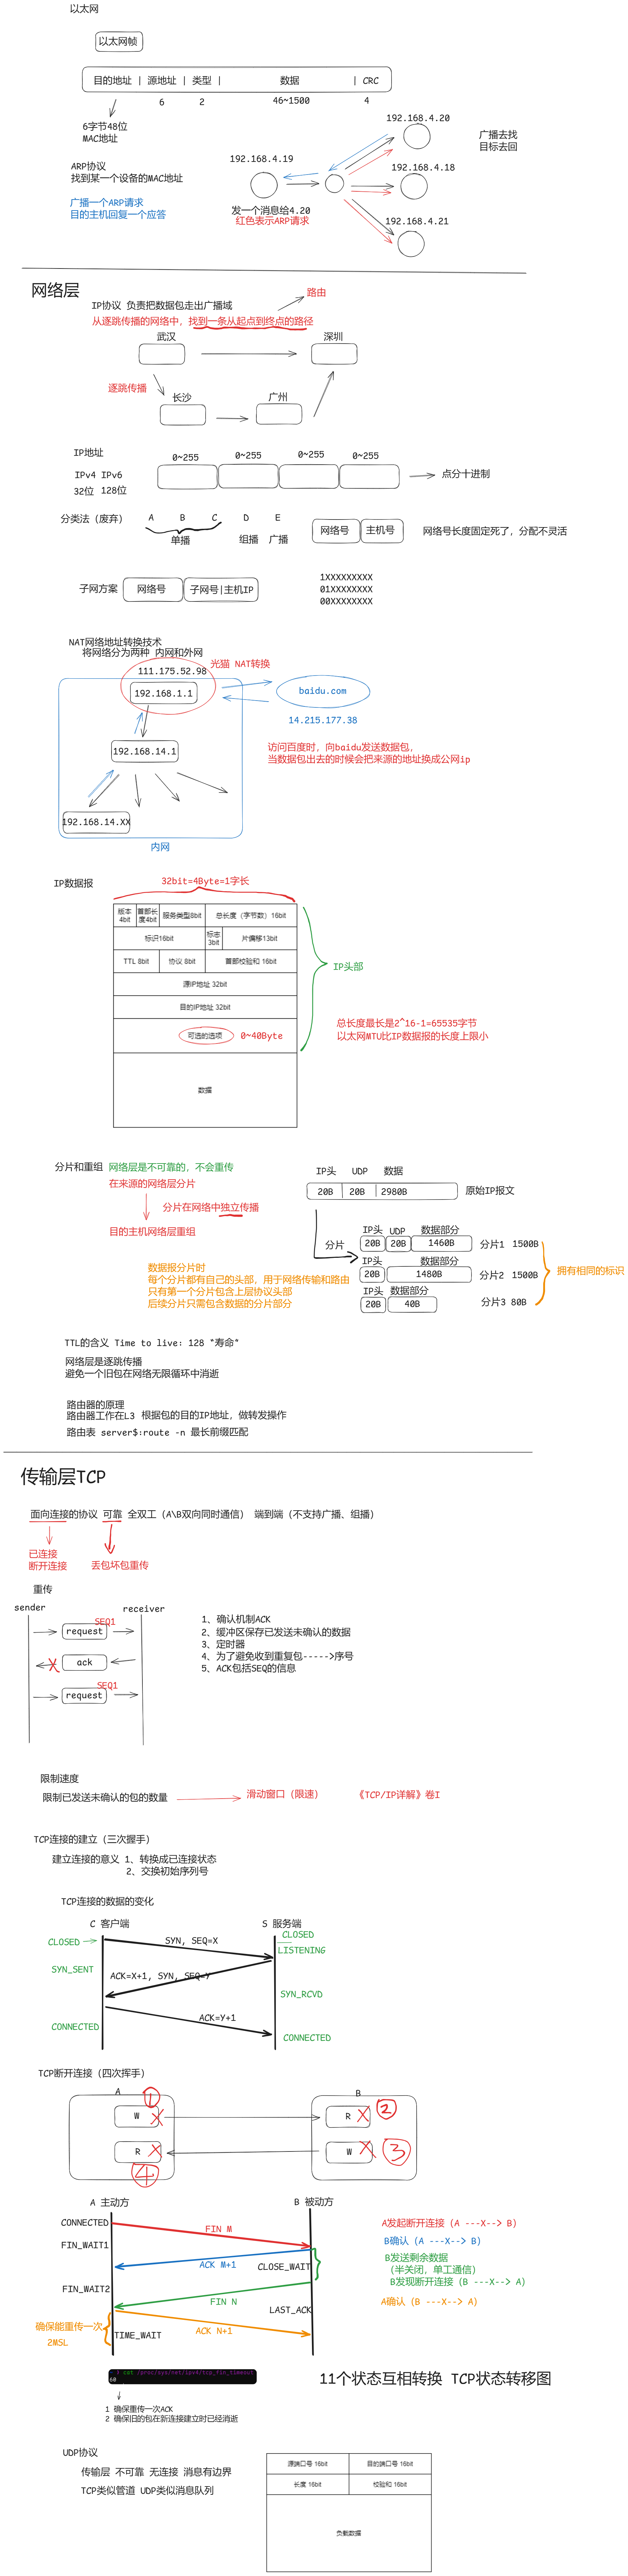 以太网
以太网帧
目的地址 | 源地址 | 类型 | 数据 | CRC
6 2 46~1500 4
6字节48位
MAC地址
ARP协议
找到某一个设备的MAC地址
广播一个ARP请求
目的主机回复一个应答
192.168.4.20
192.168.4.19
192.168.4.18
192.168.4.21
发一个消息给4.20
红色表示ARP请求
广播去找
目标去回
网络层
IP协议 负责把数据包走出广播域
路由
从逐跳传播的网络中，找到一条从起点到终点的路径
武汉 深圳
逐跳传播
长沙 广州
IP地址
0~255 0~255 0~255 0~255
IPv4 IPv6
32位 128位
点分十进制
分类法（废弃） A B C D E
单播 组播 广播
网络号 主机号
网络号长度固定死了，分配不灵活
子网方案 网络号 子网号|主机IP
1XXXXXXXXX
01XXXXXXXX
00XXXXXXXX
NAT网络地址转换技术
将网络分为两种 内网和外网
光猫 NAT转换
111.175.52.98
192.168.1.1
baidu.com
14.215.177.38
192.168.14.1
访问百度时，向baidu发送数据包，
当数据包出去的时候会把来源的地址换成公网ip
192.168.14.XX
内网
IP数据报
32bit=4Byte=1字长
版本4bit 首部长度4bit 服务类型8bit 总长度（字节数）16bit
标识16bit 标志3bit 片偏移13bit
TTL 8bit 协议 8bit 首部校验和 16bit
源IP地址 32bit
目的IP地址 32bit
可选的选项 0~40Byte
数据
IP头部
总长度最长是2^16-1=65535字节
以太网MTU比IP数据报的长度上限小
分片和重组 网络层是不可靠的，不会重传
在来源的网络层分片
分片在网络中独立传播
目的主机网络层重组
数据报分片时
每个分片都有自己的头部，用于网络传输和路由
只有第一个分片包含上层协议头部
后续分片只需包含数据的分片部分
IP头 UDP 数据
20B 20B 2980B 原始IP报文
分片
IP头 UDP 数据部分
20B 20B 1460B 分片1 1500B
IP头 数据部分
20B 1480B 分片2 1500B
IP头 数据部分
20B 40B 分片3 80B
拥有相同的标识
TTL的含义 Time to live: 128 "寿命"
网络层是逐跳传播
避免一个旧包在网络无限循环中消逝
路由器的原理
路由器工作在L3 根据包的目的IP地址，做转发操作
路由表 server$:route -n 最长前缀匹配
传输层TCP
面向连接的协议 可靠 全双工（A\B双向同时通信） 端到端（不支持广播、组播）
已连接
断开连接
丢包坏包重传
重传
sender receiver
SEQ1
request
ack
SEQ1
request
1、确认机制ACK
2、缓冲区保存已发送未确认的数据
3、定时器
4、为了避免收到重复包----->序号
5、ACK包括SEQ的信息
限制速度
限制已发送未确认的包的数量
滑动窗口（限速）
《TCP/IP详解》卷I
TCP连接的建立（三次握手）
建立连接的意义 1、转换成已连接状态
2、交换初始序列号
TCP连接的数据的变化
C 客户端 S 服务端
CLOSED SYN, SEQ=X CLOSED
LISTENING
SYN_SENT ACK=X+1, SYN, SEQ=Y
SYN_RCVD
ACK=Y+1
CONNECTED CONNECTED
TCP断开连接（四次挥手）
A B
1
W R 2
R W 3
4
A 主动方 B 被动方
CONNECTED FIN M
FIN_WAIT1
ACK M+1 CLOSE_WAIT
FIN_WAIT2
FIN N LAST_ACK
确保能重传一次
2MSL
TIME_WAIT ACK N+1
A发起断开连接（A ---X--> B）
B确认（A ---X--> B）
B发送剩余数据
（半关闭，单工通信）
B发现断开连接（B ---X--> A）
A确认（B ---X--> A）
cat /proc/sys/net/ipv4/tcp_fin_timeout
60
11个状态互相转换 TCP状态转移图
1 确保重传一次ACK
2 确保旧的包在新连接建立时已经消逝
UDP协议
传输层 不可靠 无连接 消息有边界
TCP类似管道 UDP类似消息队列
源端口号 16bit 目的端口号 16bit
长度 16bit 校验和 16bit
负载数据